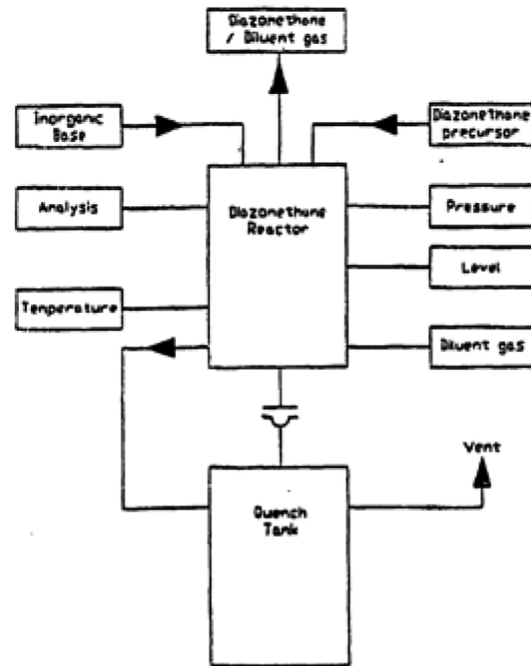 Diazomethane
/ Diluent gas
Inorganic
Base
Diazomethane
precursor
Analysis
Diazomethane
Reactor
Pressure
Level
Temperature
Diluent gas
Vent
Quench
Tank